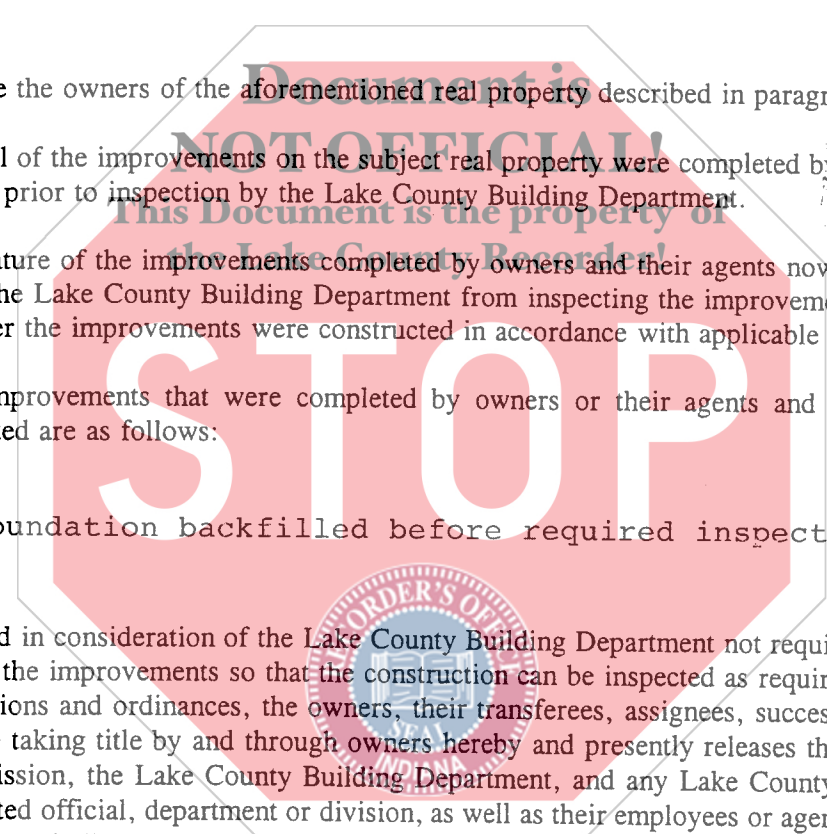 Document is
e the owners of the aforementioned real property described in paragr
NOT OFFICIAL!
l of the improvements on the subject real property were completed by
prior to inspection by the Lake County Building Department.
This Document is the property of
the Lake County Recorder!
ture of the improvements completed by owners and their agents now
he Lake County Building Department from inspecting the improveme
er the improvements were constructed in accordance with applicable
STOP
nprovements that were completed by owners or their agents and
ted are as follows:
oundation backfilled before required inspect
RECORDER'S OFFICE
SEAL
INDIANA
d in consideration of the Lake County Building Department not requi
the improvements so that the construction can be inspected as requir
ions and ordinances, the owners, their transferees, assignees, success
taking title by and through owners hereby and presently releases th
ission, the Lake County Building Department, and any Lake County
ted official, department or division, as well as their employees or agen